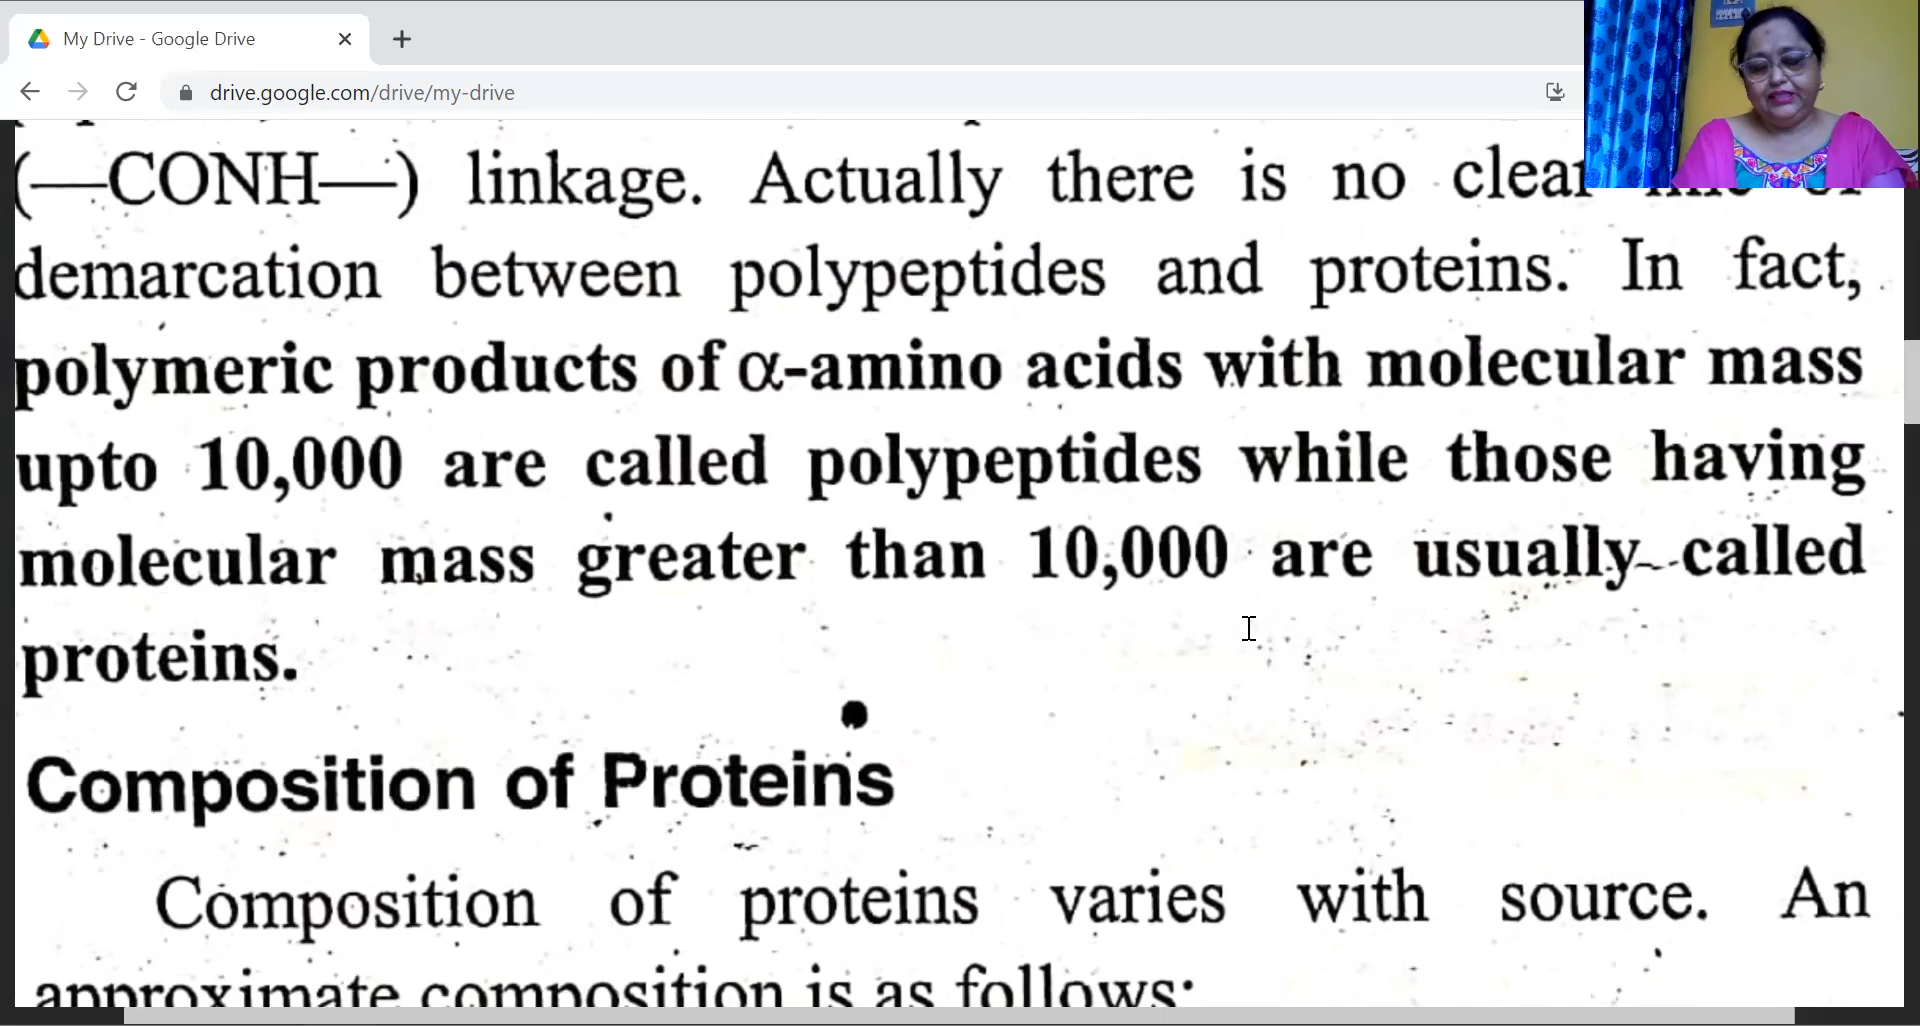 My Drive - Google Drive
drive.google.com/drive/my-drive
(—CONH—) linkage. Actually there is no clear of
demarcation between polypeptides and proteins. In fact,
polymeric products of α-amino acids with molecular mass
upto 10,000 are called polypeptides while those having
molecular mass greater than 10,000 are usually called
proteins.
Composition of Proteins
Composition of proteins varies with source. An
approximate composition is as follows: